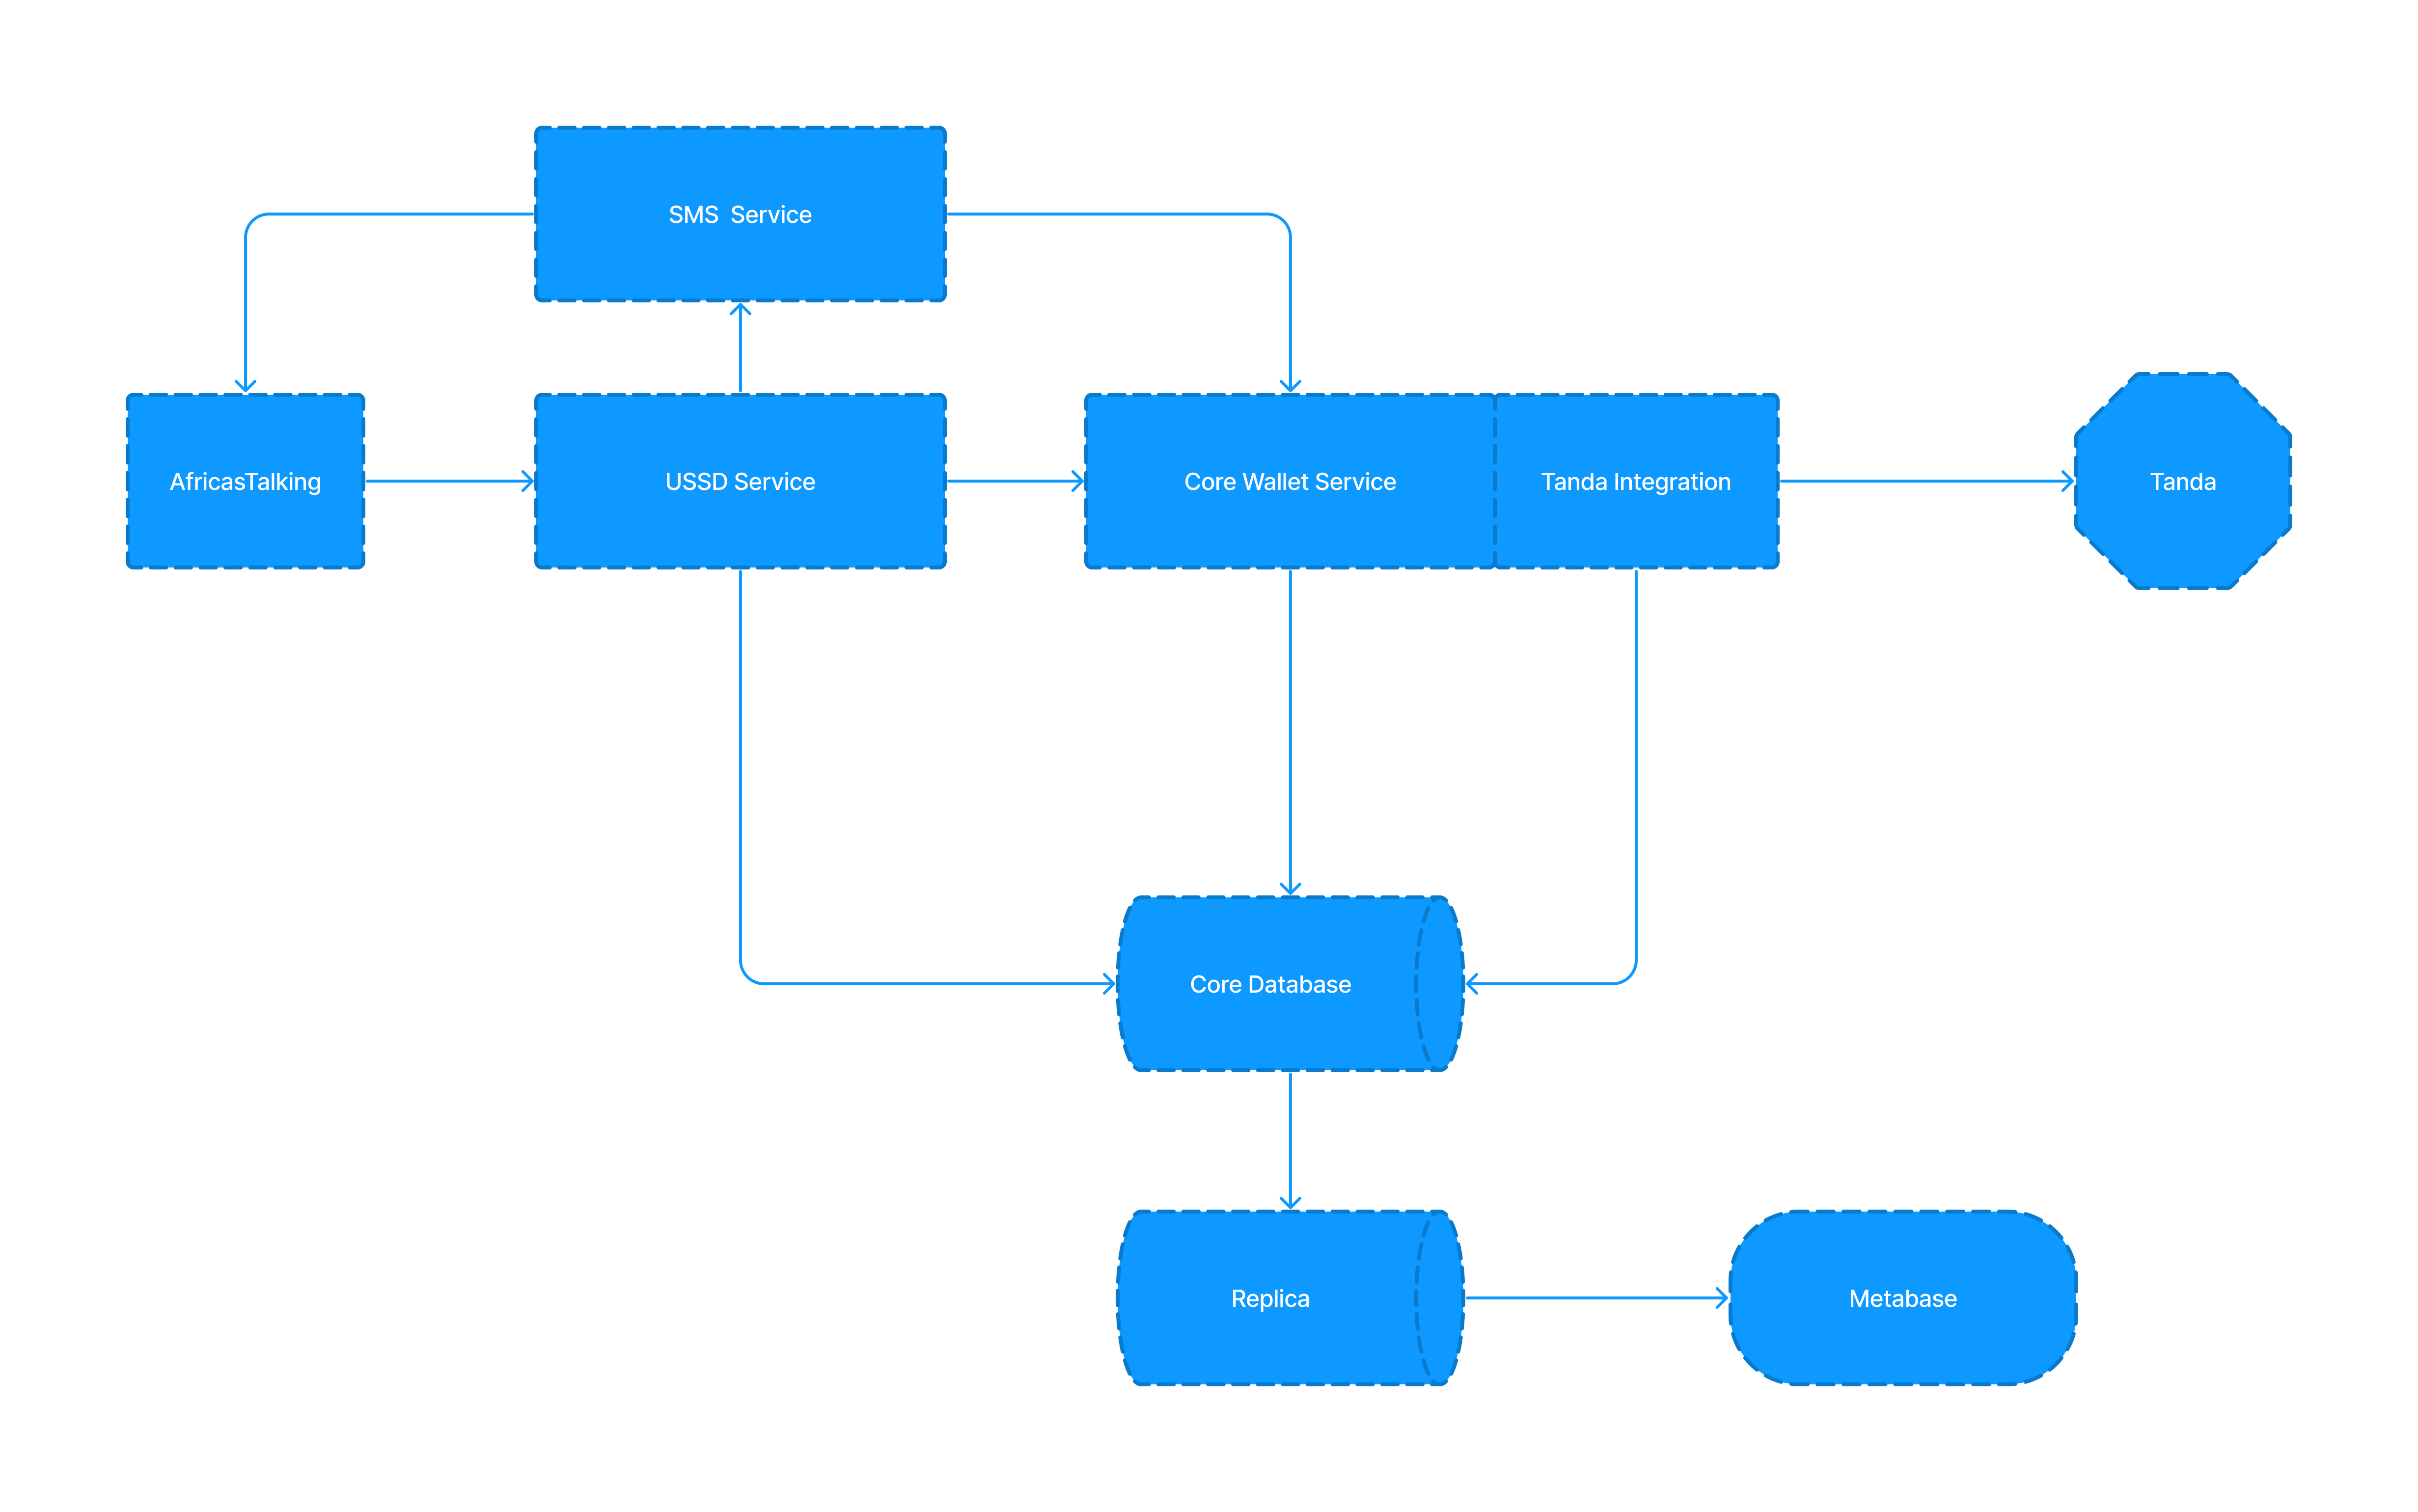 SMS  Service
AfricasTalking
USSD Service
Core Wallet Service
Tanda Integration
Tanda
Core Database
Replica
Metabase